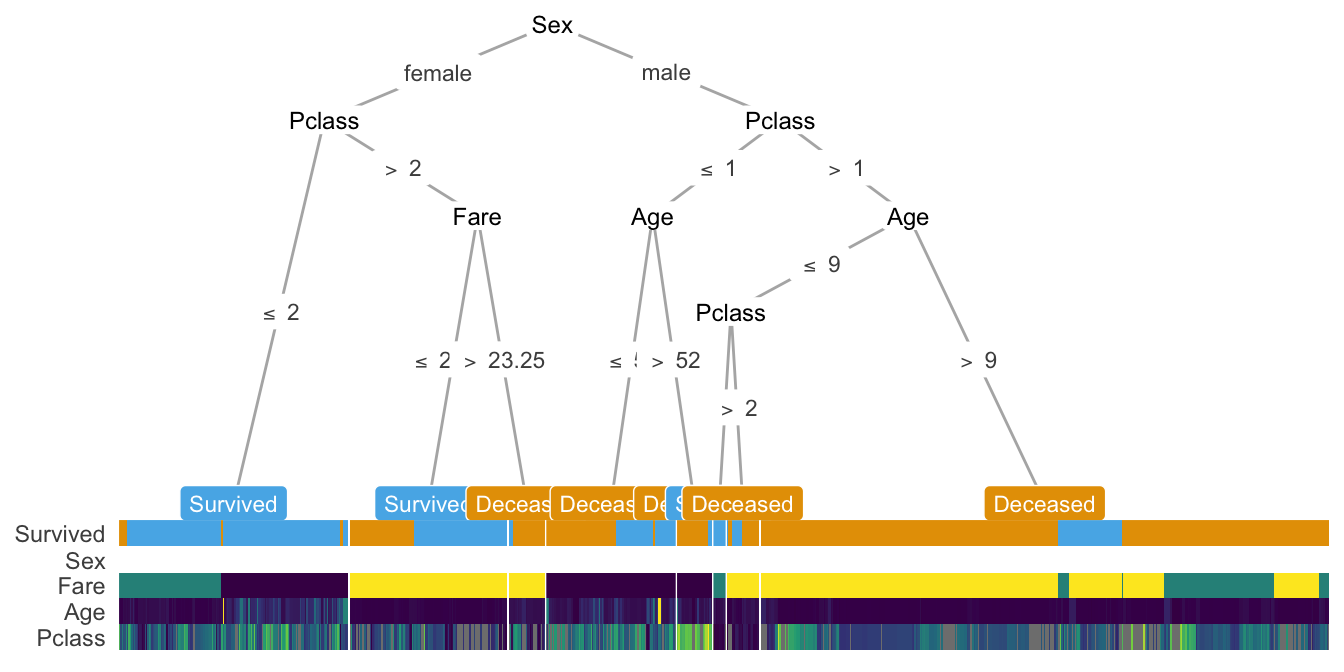 Sex
female male
Pclass Pclass
> 2 ≤ 1 > 1
Fare Age Age
≤ 9
≤ 2 Pclass
≤ 2 > 23.25 ≤ > 52 > 9
> 2
Survived Survived Deceas Deceas De S Deceased Deceased
Survived
Sex
Fare
Age
Pclass